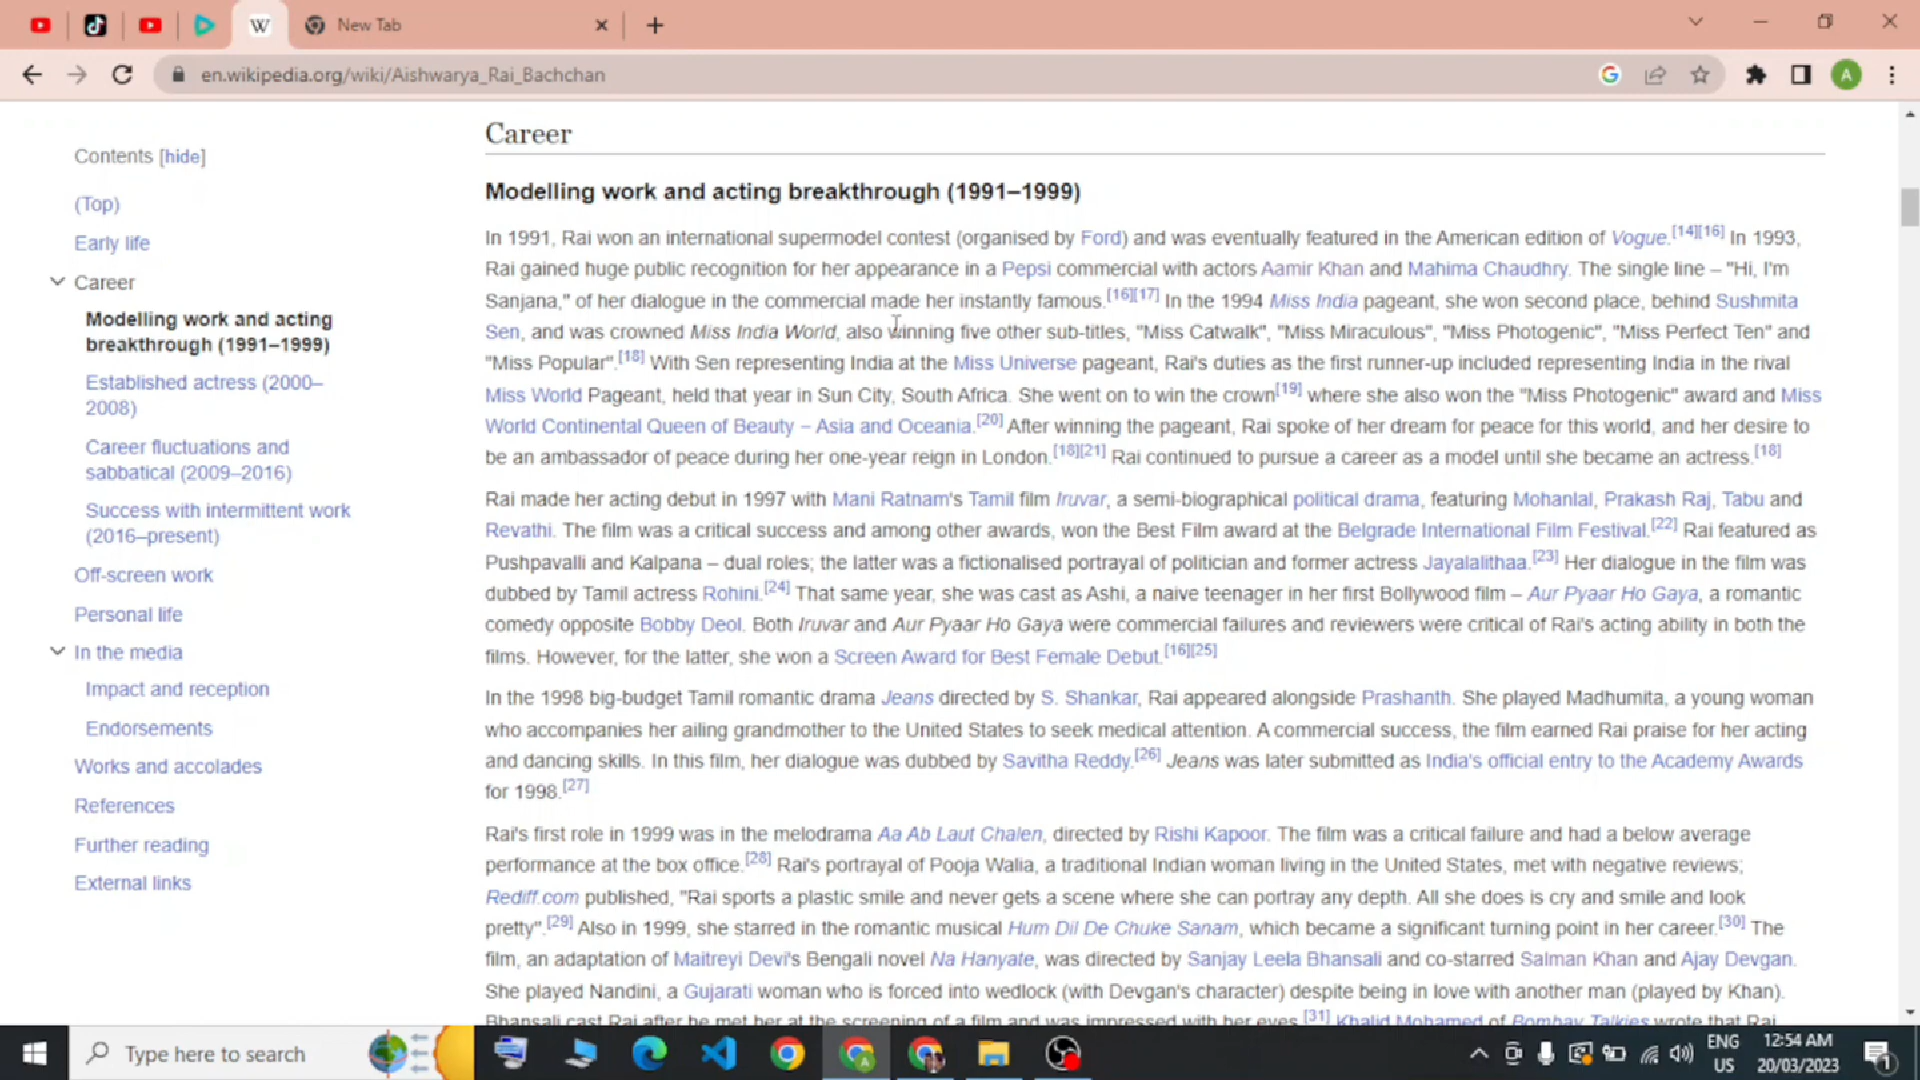 New Tab
en.wikipedia.org/wiki/Aishwarya_Rai_Bachchan
A
Contents [hide]
(Top)
Early life
Career
Modelling work and acting
breakthrough (1991–1999)
Established actress (2000–
2008)
Career fluctuations and
sabbatical (2009–2016)
Success with intermittent work
(2016–present)
Off-screen work
Personal life
In the media
Impact and reception
Endorsements
Works and accolades
References
Further reading
External links
Career
Modelling work and acting breakthrough (1991–1999)
In 1991, Rai won an international supermodel contest (organised by Ford) and was eventually featured in the American edition of Vogue.[14][16] In 1993,
Rai gained huge public recognition for her appearance in a Pepsi commercial with actors Aamir Khan and Mahima Chaudhry. The single line – "Hi, I'm
Sanjana," of her dialogue in the commercial made her instantly famous.[16][17] In the 1994 Miss India pageant, she won second place, behind Sushmita
Sen, and was crowned Miss India World, also winning five other sub-titles, "Miss Catwalk", "Miss Miraculous", "Miss Photogenic", "Miss Perfect Ten" and
"Miss Popular".[18] With Sen representing India at the Miss Universe pageant, Rai's duties as the first runner-up included representing India in the rival
Miss World Pageant, held that year in Sun City, South Africa. She went on to win the crown[19] where she also won the "Miss Photogenic" award and Miss
World Continental Queen of Beauty – Asia and Oceania.[20] After winning the pageant, Rai spoke of her dream for peace for this world, and her desire to
be an ambassador of peace during her one-year reign in London.[18][21] Rai continued to pursue a career as a model until she became an actress.[18]
Rai made her acting debut in 1997 with Mani Ratnam's Tamil film Iruvar, a semi-biographical political drama, featuring Mohanlal, Prakash Raj, Tabu and
Revathi. The film was a critical success and among other awards, won the Best Film award at the Belgrade International Film Festival.[22] Rai featured as
Pushpavalli and Kalpana – dual roles; the latter was a fictionalised portrayal of politician and former actress Jayalalithaa.[23] Her dialogue in the film was
dubbed by Tamil actress Rohini.[24] That same year, she was cast as Ashi, a naive teenager in her first Bollywood film – Aur Pyaar Ho Gaya, a romantic
comedy opposite Bobby Deol. Both Iruvar and Aur Pyaar Ho Gaya were commercial failures and reviewers were critical of Rai's acting ability in both the
films. However, for the latter, she won a Screen Award for Best Female Debut.[16][25]
In the 1998 big-budget Tamil romantic drama Jeans directed by S. Shankar, Rai appeared alongside Prashanth. She played Madhumita, a young woman
who accompanies her ailing grandmother to the United States to seek medical attention. A commercial success, the film earned Rai praise for her acting
and dancing skills. In this film, her dialogue was dubbed by Savitha Reddy.[26] Jeans was later submitted as India's official entry to the Academy Awards
for 1998.[27]
Rai's first role in 1999 was in the melodrama Aa Ab Laut Chalen, directed by Rishi Kapoor. The film was a critical failure and had a below average
performance at the box office.[28] Rai's portrayal of Pooja Walia, a traditional Indian woman living in the United States, met with negative reviews;
Rediff.com published, "Rai sports a plastic smile and never gets a scene where she can portray any depth. All she does is cry and smile and look
pretty".[29] Also in 1999, she starred in the romantic musical Hum Dil De Chuke Sanam, which became a significant turning point in her career.[30] The
film, an adaptation of Maitreyi Devi's Bengali novel Na Hanyate, was directed by Sanjay Leela Bhansali and co-starred Salman Khan and Ajay Devgan.
She played Nandini, a Gujarati woman who is forced into wedlock (with Devgan's character) despite being in love with another man (played by Khan).
Bhansali cast Rai after he met her at the screening of a film and was impressed with her eyes.[31] Khalid Mohamed of Bombay Talkies wrote that Rai
Type here to search
ENG
US
12:54 AM
20/03/2023
1